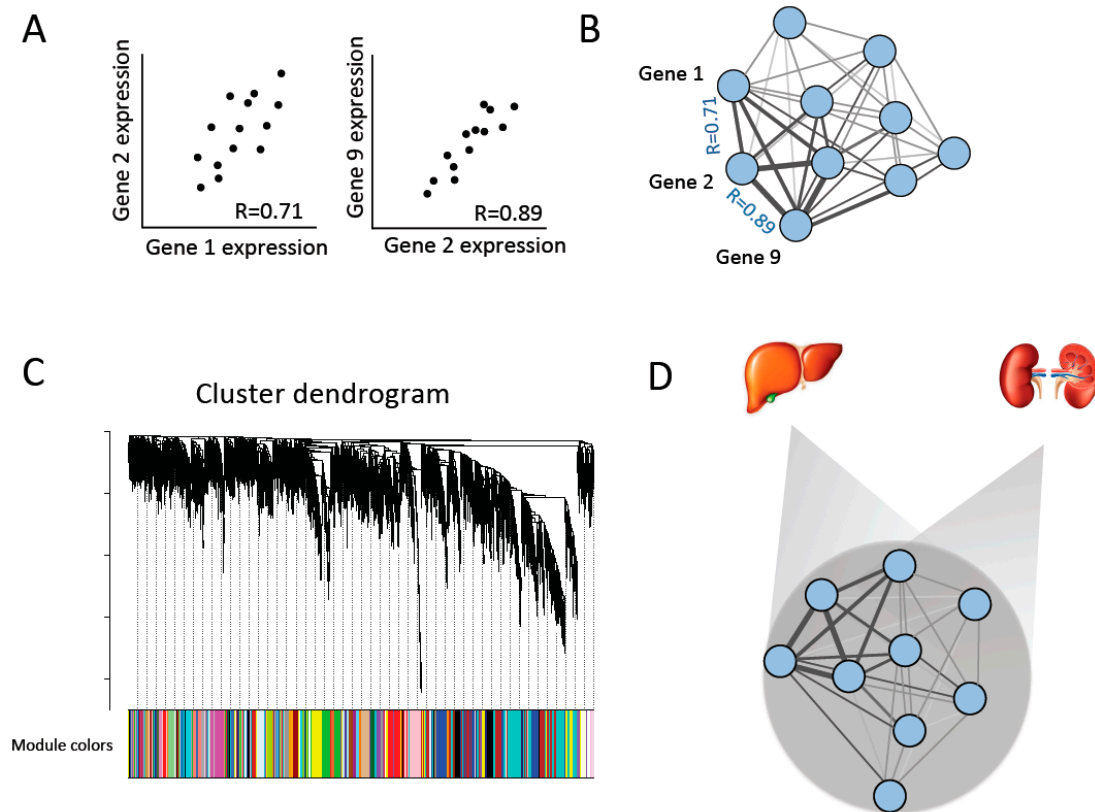 A
Gene 2 expression
R=0.71
Gene 1 expression
Gene 9 expression
R=0.89
Gene 2 expression
B
Gene 1
R=0.71
Gene 2
R=0.89
Gene 9
C
Cluster dendrogram
Module colors
D